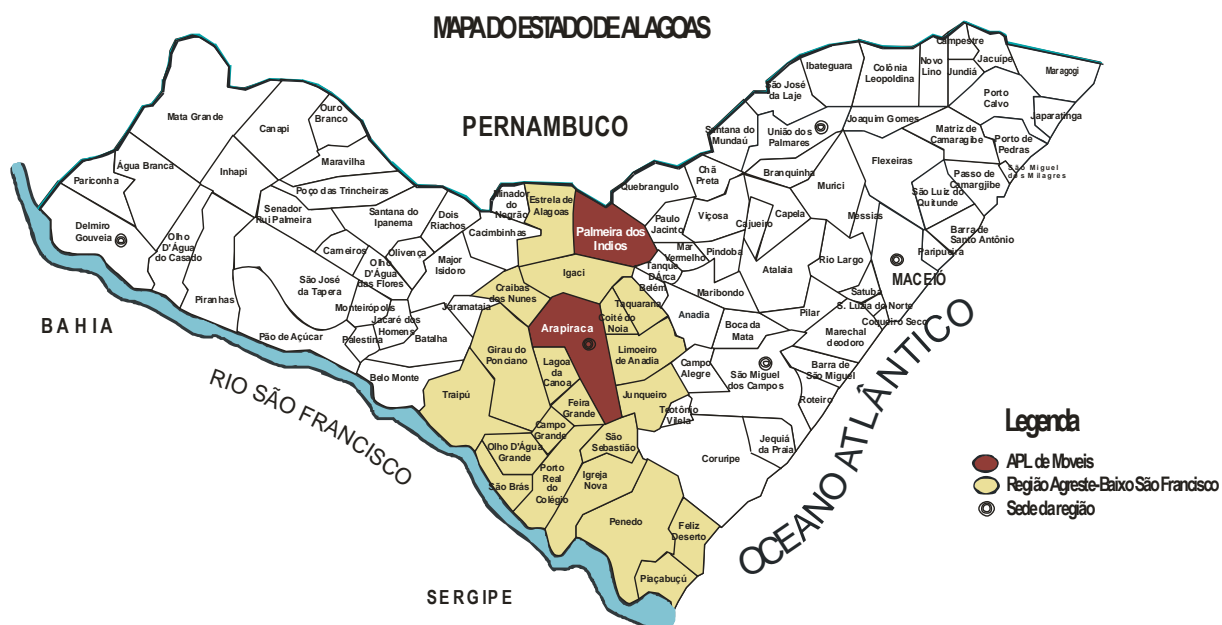 MAPA DO ESTADO DE ALAGOAS
PERNAMBUCO
BAHIA
SERGIPE
RIO SÃO FRANCISCO
OCEANO ATLÂNTICO
Mata Grande
Canapi
Ouro
Branco
Maravilha
Água Branca
Pariconha
Inhapi
Poço das Trincheiras
Delmiro
Gouveia
Olho
D'Água
do Casado
Piranhas
Senador
Rui Palmeira
Santana do
Ipanema
Dois
Riachos
Carneiros
Olho
D'Água
das Flores
Olivença
Major
Isidoro
São José
da Tapera
Monteirópolis
Jacaré dos
Homens
Palestina
Batalha
Jaramataia
Pão de Açúcar
Belo Monte
Minador
do
Negrão
Cacimbinhas
Estrela de
Alagoas
Palmeira dos
Indios
Igaci
Craibas
dos Nunes
Arapiraca
Coité do
Noia
Taquarana
Girau do
Ponciano
Lagoa
da
Canoa
Limoeiro
de Anadia
Traipú
Feira
Grande
Junqueiro
Campo
Grande
Olho D'Água
Grande
São
Sebastião
São Brás
Porto
Real
do
Colégio
Igreja
Nova
Penedo
Feliz
Deserto
Piaçabuçú
Quebrangulo
Paulo
Jacinto
Mar
Vermelho
Tanque
DÀrca
Belém
Chã
Preta
Viçosa
Pindoba
Cajueiro
Capela
Maribondo
Anadia
Atalaia
Boca da
Mata
Campo
Alegre
São Miguel
dos Campos
Teotônio
Vilela
Coruripe
Jequiá
da Praia
Roteiro
Barra de
São Miguel
Marechal
deodoro
Pilar
Rio Largo
Satuba
S. Luzia do Norte
Coqueiro Seco
MACEIÓ
Santana do
Mundaú
São José
da Laje
Ibateguara
União dos
Palmares
Branquinha
Murici
Messias
Colônia
Leopoldina
Novo
Lino
Campestre
Jundiá
Jacuípe
Maragogi
Porto
Calvo
Japaratinga
Joaquim Gomes
Matriz de
Camaragibe
Porto de
Pedras
São Miguel
dos Milagres
Flexeiras
Passo de
Camargjibe
São Luiz do
Quitunde
Barra de
Santo Antônio
Paripueira
Legenda
APL de Moveis
Região Agreste-Baixo São Francisco
Sede da região